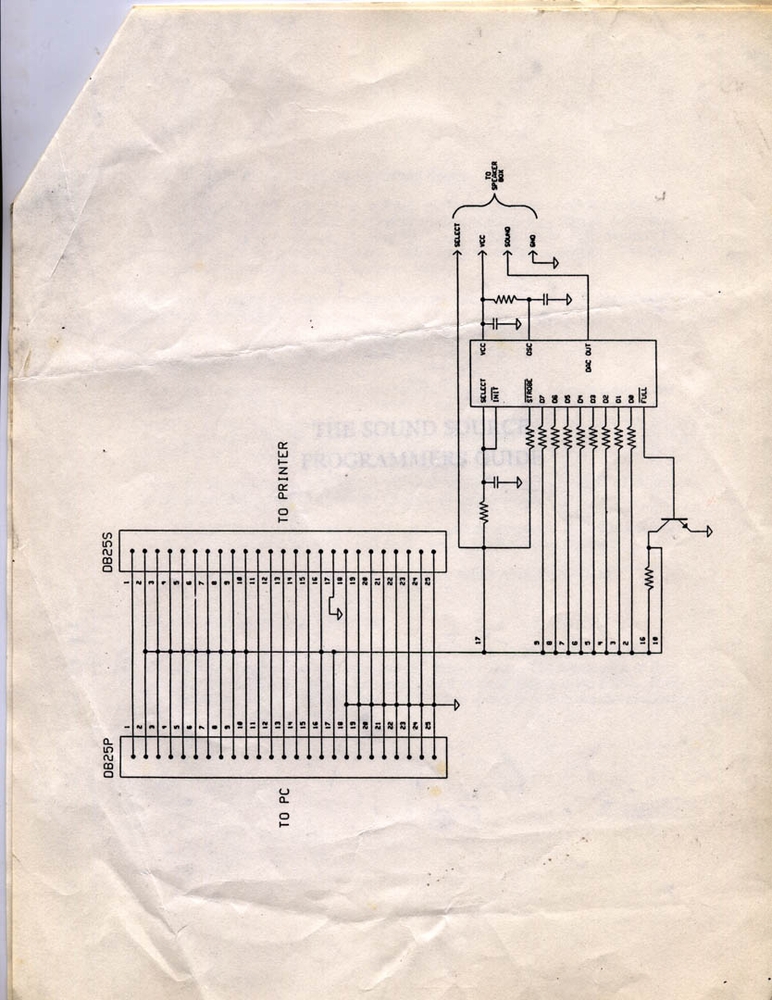 TO
SPEAKER
BOX
SELECT
VCC
SOUND
GND
VCC
OSC
DAC OUT
SELECT
INIT
STROBE
D7
D6
D5
D4
D3
D2
D1
D0
FULL
THE SOUND SOURCE
PROGRAMMERS GUIDE
TO PRINTER
DB25S
1
2
3
4
5
6
7
8
9
10
11
12
13
14
15
16
17
18
19
20
21
22
23
24
25
17
9
8
7
6
5
4
3
2
16
10
1
2
3
4
5
6
7
8
9
10
11
12
13
14
15
16
17
18
19
20
21
22
23
24
25
DB25P
TO PC